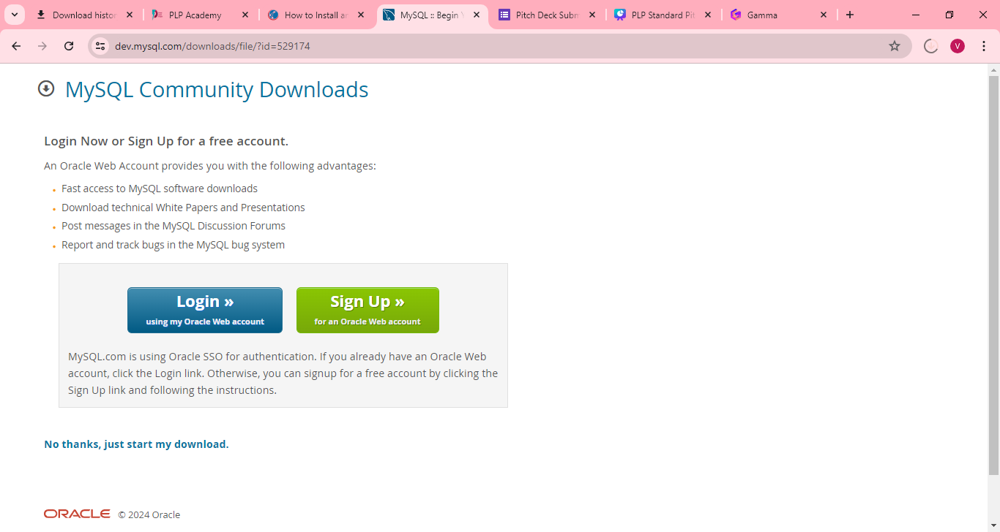 Download histor
PLP Academy
How to Install an
MySQL :: Begin Y
Pitch Deck Subm
PLP Standard Pit
Gamma
dev.mysql.com/downloads/file/?id=529174
V
MySQL Community Downloads
Login Now or Sign Up for a free account.
An Oracle Web Account provides you with the following advantages:
Fast access to MySQL software downloads
Download technical White Papers and Presentations
Post messages in the MySQL Discussion Forums
Report and track bugs in the MySQL bug system
Login »
using my Oracle Web account
Sign Up »
for an Oracle Web account
MySQL.com is using Oracle SSO for authentication. If you already have an Oracle Web
account, click the Login link. Otherwise, you can signup for a free account by clicking the
Sign Up link and following the instructions.
No thanks, just start my download.
ORACLE © 2024 Oracle